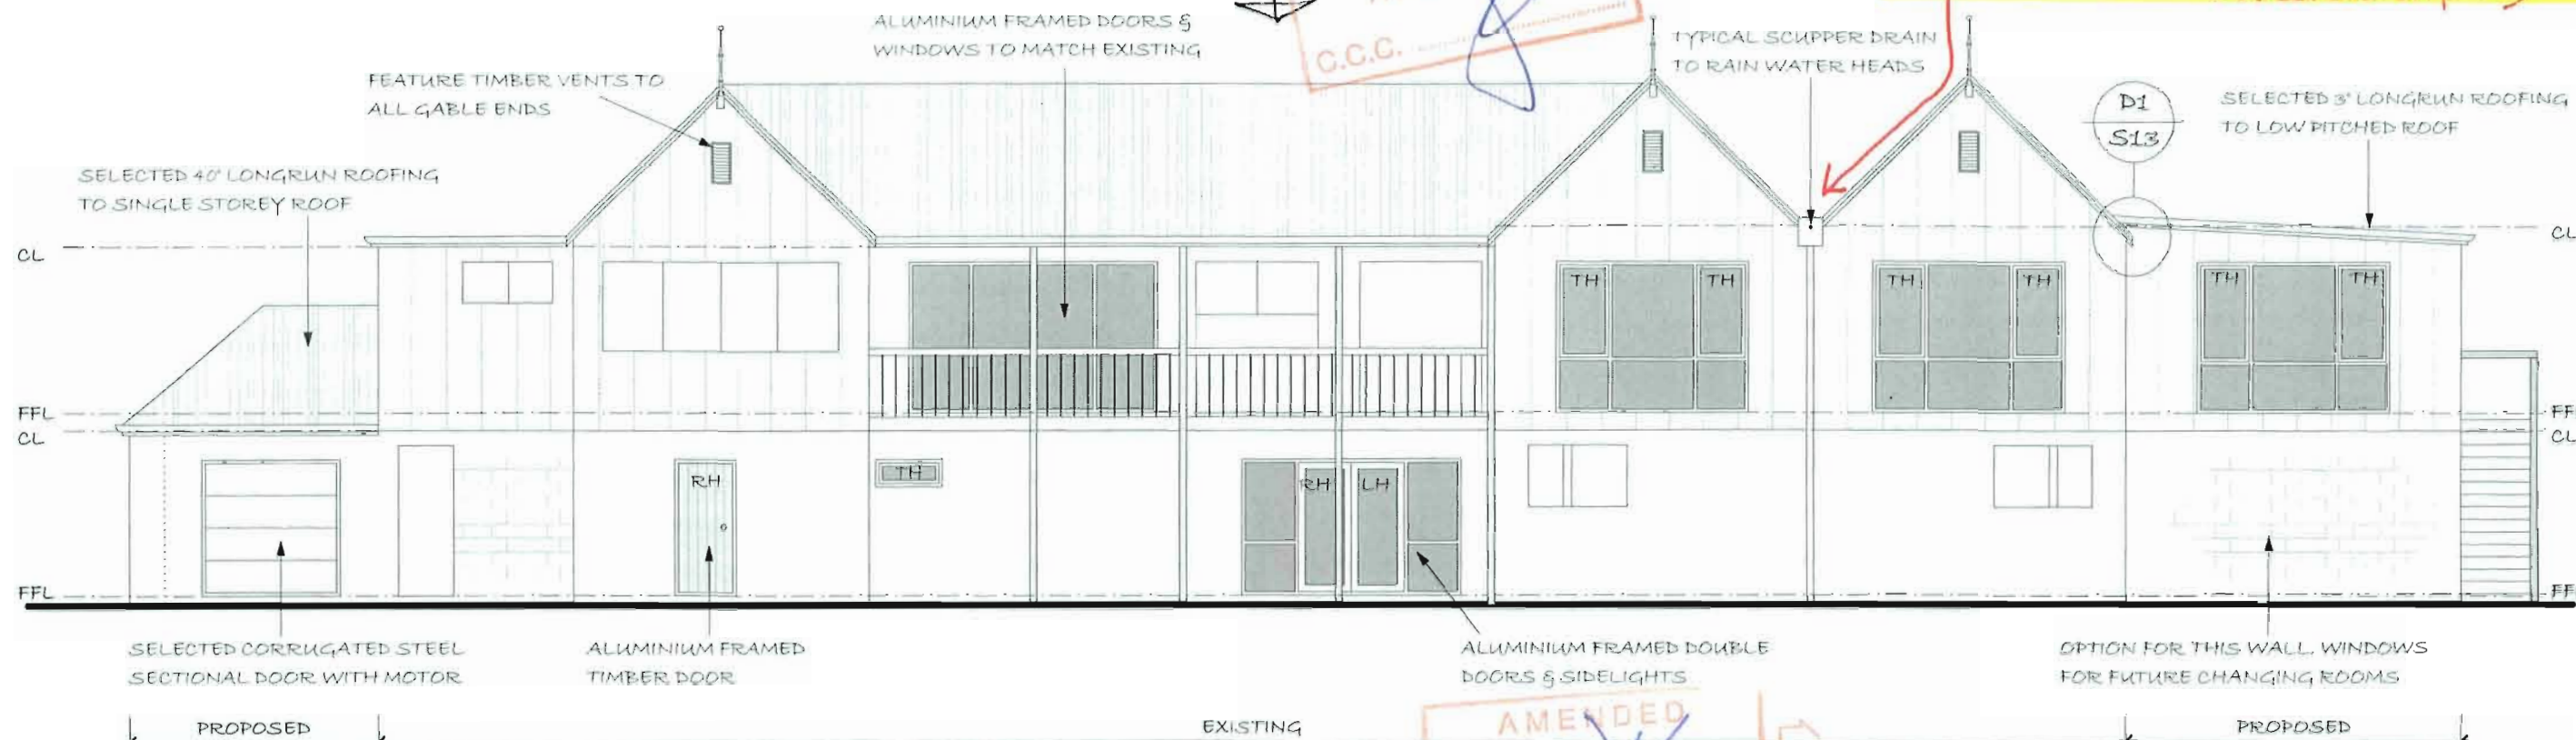 ALUMINIUM FRAMED DOORS &
WINDOWS TO MATCH EXISTING
C.C.C.
TYPICAL SCUPPER DRAIN
TO RAIN WATER HEADS
FEATURE TIMBER VENTS TO
ALL GABLE ENDS
D1
S13
SELECTED 3° LONGRUN ROOFING
TO LOW PITCHED ROOF
SELECTED 40° LONGRUN ROOFING
TO SINGLE STOREY ROOF
CL
CL
TH
TH
TH
TH
TH
TH
FFL
FF
CL
CL
RH
TH
RH
LH
FFL
FF
SELECTED CORRUGATED STEEL
SECTIONAL DOOR WITH MOTOR
ALUMINIUM FRAMED
TIMBER DOOR
ALUMINIUM FRAMED DOUBLE
DOORS & SIDELIGHTS
OPTION FOR THIS WALL. WINDOWS
FOR FUTURE CHANGING ROOMS
AMENDED
PROPOSED
EXISTING
PROPOSED